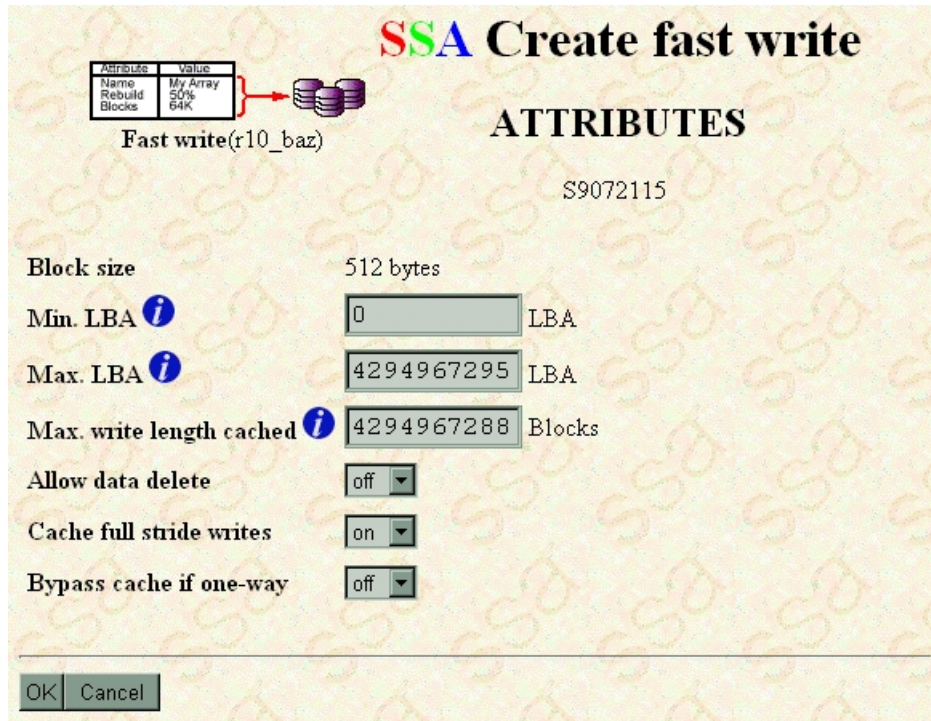 SSA Create fast write
Attribute Value
Name My Array
Rebuild 50%
Blocks 64K
Fast write(r10_baz)
ATTRIBUTES
S9072115
Block size 512 bytes
Min. LBA i 0 LBA
Max. LBA i 4294967295 LBA
Max. write length cached i 4294967288 Blocks
Allow data delete off
Cache full stride writes on
Bypass cache if one-way off
OK Cancel